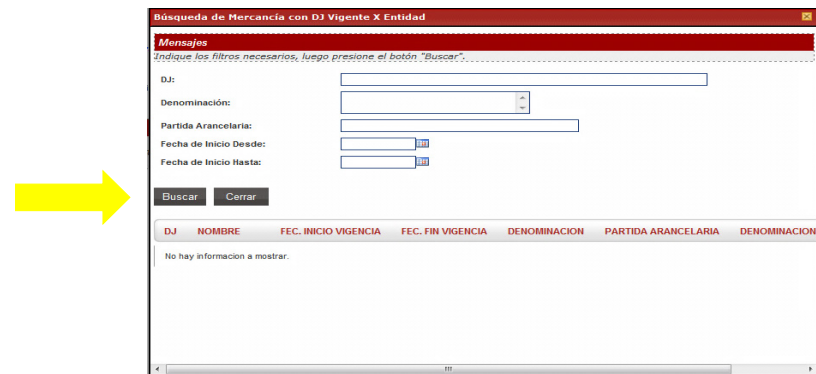 Búsqueda de Mercancía con DJ Vigente X Entidad
Mensajes
Indique los filtros necesarios, luego presione el botón "Buscar".
DJ:
Denominación:
Partida Arancelaria:
Fecha de Inicio Desde:
Fecha de Inicio Hasta:
Buscar Cerrar
DJ NOMBRE FEC. INICIO VIGENCIA FEC. FIN VIGENCIA DENOMINACION PARTIDA ARANCELARIA DENOMINACION
No hay informacion a mostrar.